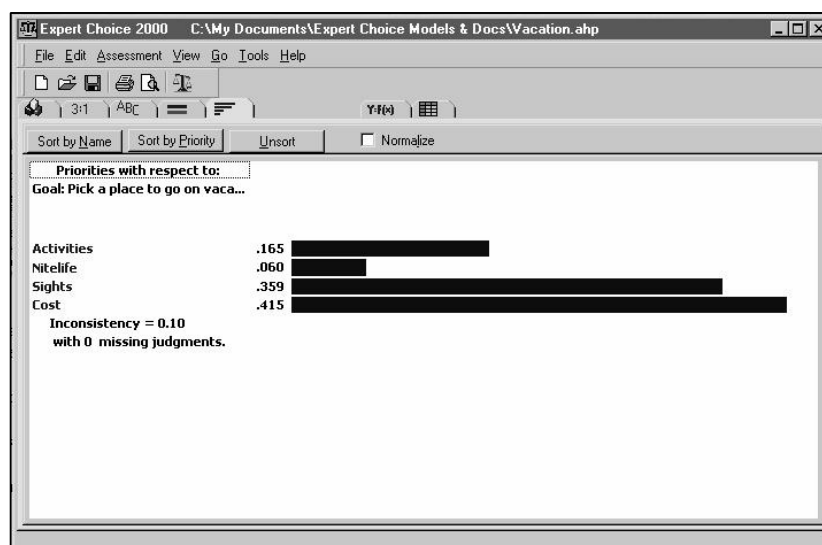 Expert Choice 2000 C:\My Documents\Expert Choice Models & Docs\Vacation.ahp
File Edit Assessment View Go Tools Help
3:1 ABC Y=F(x)
Sort by Name Sort by Priority Unsort Normalize
Priorities with respect to:
Goal: Pick a place to go on vaca...
Activities .165
Nitelife .060
Sights .359
Cost .415
Inconsistency = 0.10
with 0 missing judgments.